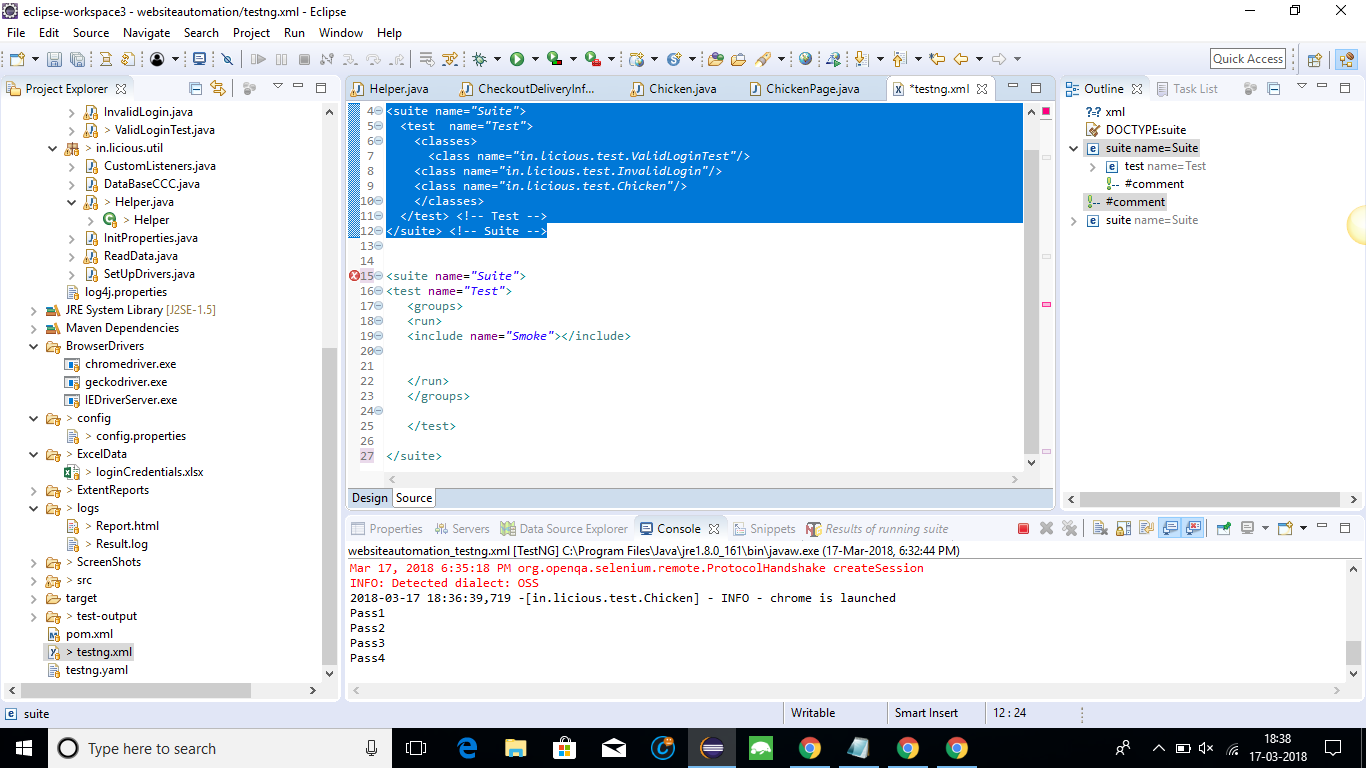 eclipse-workspace3 - websiteautomation/testng.xml - Eclipse
File Edit Source Navigate Search Project Run Window Help
Quick Access
Project Explorer
InvalidLogin.java
> ValidLoginTest.java
> in.licious.util
CustomListeners.java
DataBaseCCC.java
> Helper.java
> Helper
InitProperties.java
ReadData.java
SetUpDrivers.java
log4j.properties
JRE System Library [J2SE-1.5]
Maven Dependencies
BrowserDrivers
chromedriver.exe
geckodriver.exe
IEDriverServer.exe
> config
> config.properties
> ExcelData
> loginCredentials.xlsx
> ExtentReports
> logs
> Report.html
> Result.log
> ScreenShots
> src
target
> test-output
pom.xml
> testng.xml
testng.yaml
Helper.java CheckoutDeliveryInf... Chicken.java ChickenPage.java *testng.xml
4 <suite name="Suite">
5 <test  name="Test">
6 <classes>
7 <class name="in.licious.test.ValidLoginTest"/>
8 <class name="in.licious.test.InvalidLogin"/>
9 <class name="in.licious.test.Chicken"/>
10 </classes>
11 </test> <!-- Test -->
12 </suite> <!-- Suite -->
13
14
15 <suite name="Suite">
16 <test name="Test">
17 <groups>
18 <run>
19 <include name="Smoke"></include>
20
21
22 </run>
23 </groups>
24
25 </test>
26
27 </suite>
Design Source
Outline Task List
?-? xml
DOCTYPE:suite
suite name=Suite
test name=Test
#comment
#comment
suite name=Suite
Properties Servers Data Source Explorer Console Snippets Results of running suite
websiteautomation_testng.xml [TestNG] C:\Program Files\Java\jre1.8.0_161\bin\javaw.exe (17-Mar-2018, 6:32:44 PM)
Mar 17, 2018 6:35:18 PM org.openqa.selenium.remote.ProtocolHandshake createSession
INFO: Detected dialect: OSS
2018-03-17 18:36:39,719 -[in.licious.test.Chicken] - INFO - chrome is launched
Pass1
Pass2
Pass3
Pass4
suite Writable Smart Insert 12 : 24
Type here to search
18:38
17-03-2018